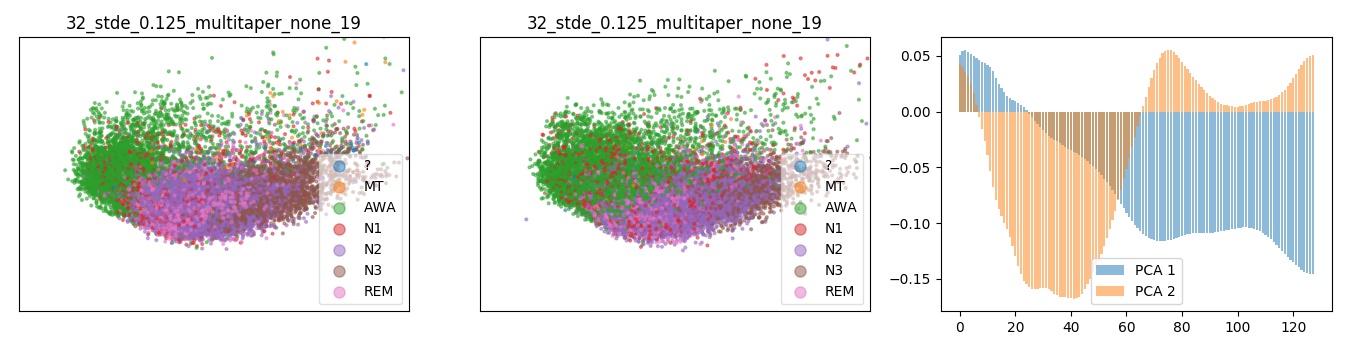 32_stde_0.125_multitaper_none_19
?
MT
AWA
N1
N2
N3
REM
32_stde_0.125_multitaper_none_19
?
MT
AWA
N1
N2
N3
REM
0.05
0.00
−0.05
−0.10
−0.15
0 20 40 60 80 100 120
PCA 1
PCA 2